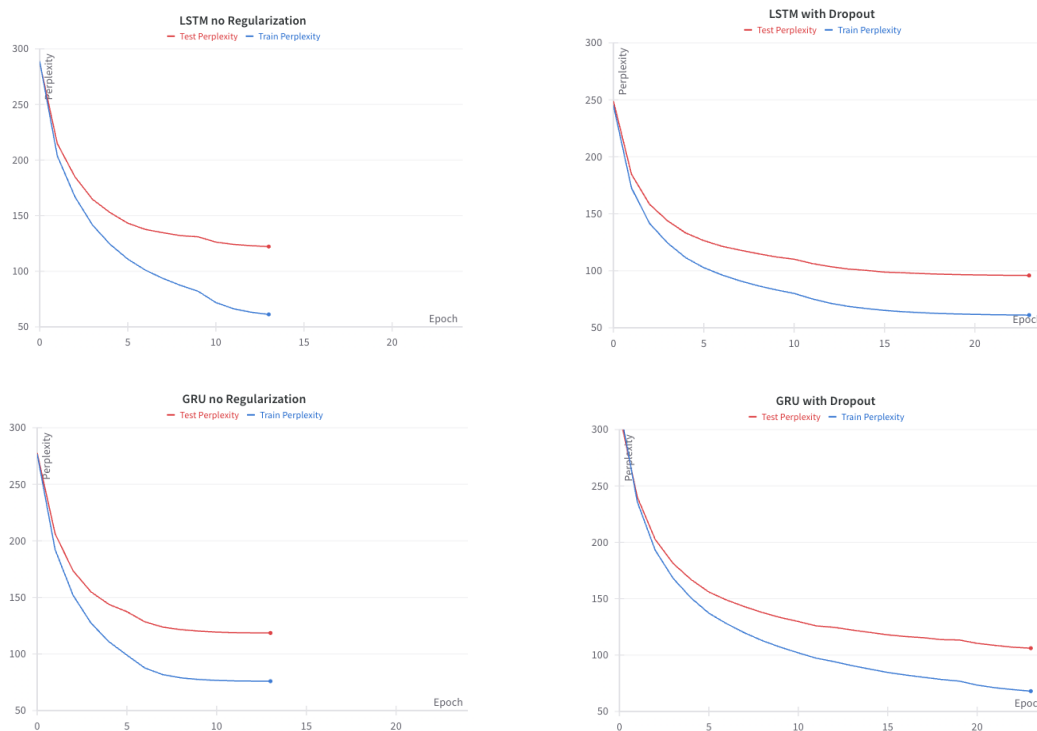 LSTM no Regularization
Test Perplexity Train Perplexity
300
250
200
150
100
50
Perplexity
Epoch
0 5 10 15 20
LSTM with Dropout
Test Perplexity Train Perplexity
300
250
200
150
100
50
Perplexity
Epoch
0 5 10 15 20
GRU no Regularization
Test Perplexity Train Perplexity
300
250
200
150
100
50
Perplexity
Epoch
0 5 10 15 20
GRU with Dropout
Test Perplexity Train Perplexity
300
250
200
150
100
50
Perplexity
Epoc
0 5 10 15 20